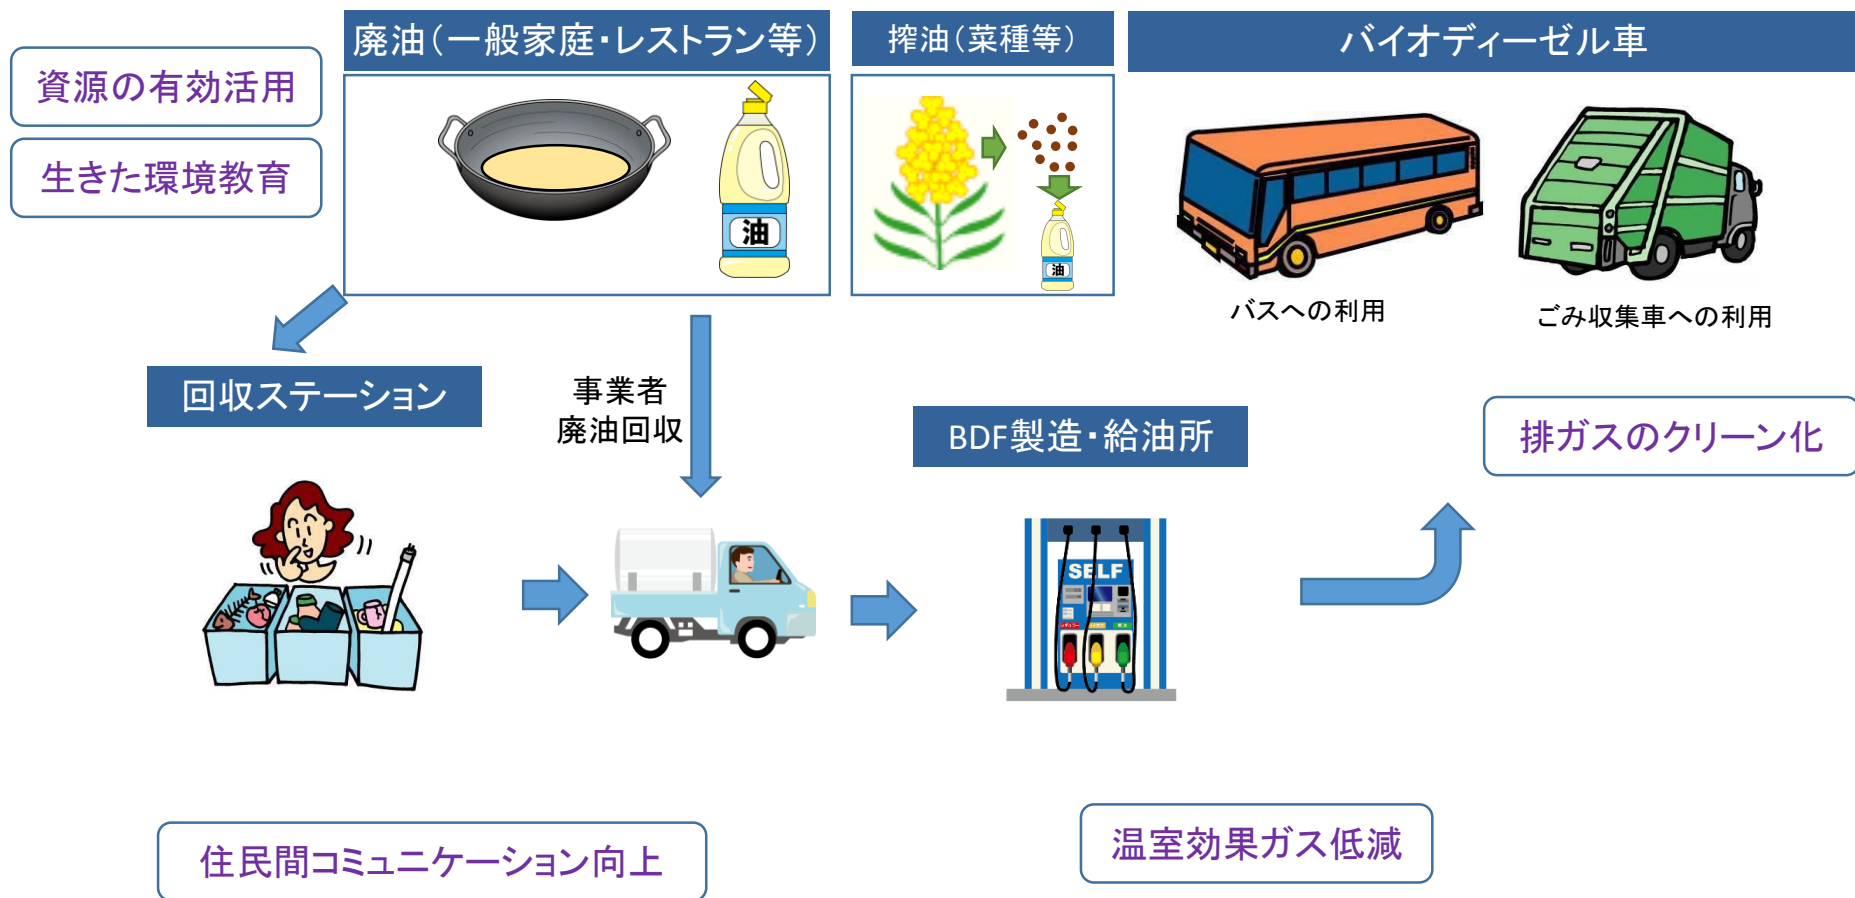 廃油(一般家庭・レストラン等)
搾油(菜種等)
バイオディーゼル車
資源の有効活用
生きた環境教育
油
油
バスへの利用
ごみ収集車への利用
回収ステーション
事業者
廃油回収
BDF製造・給油所
排ガスのクリーン化
SELF
住民間コミュニケーション向上
温室効果ガス低減